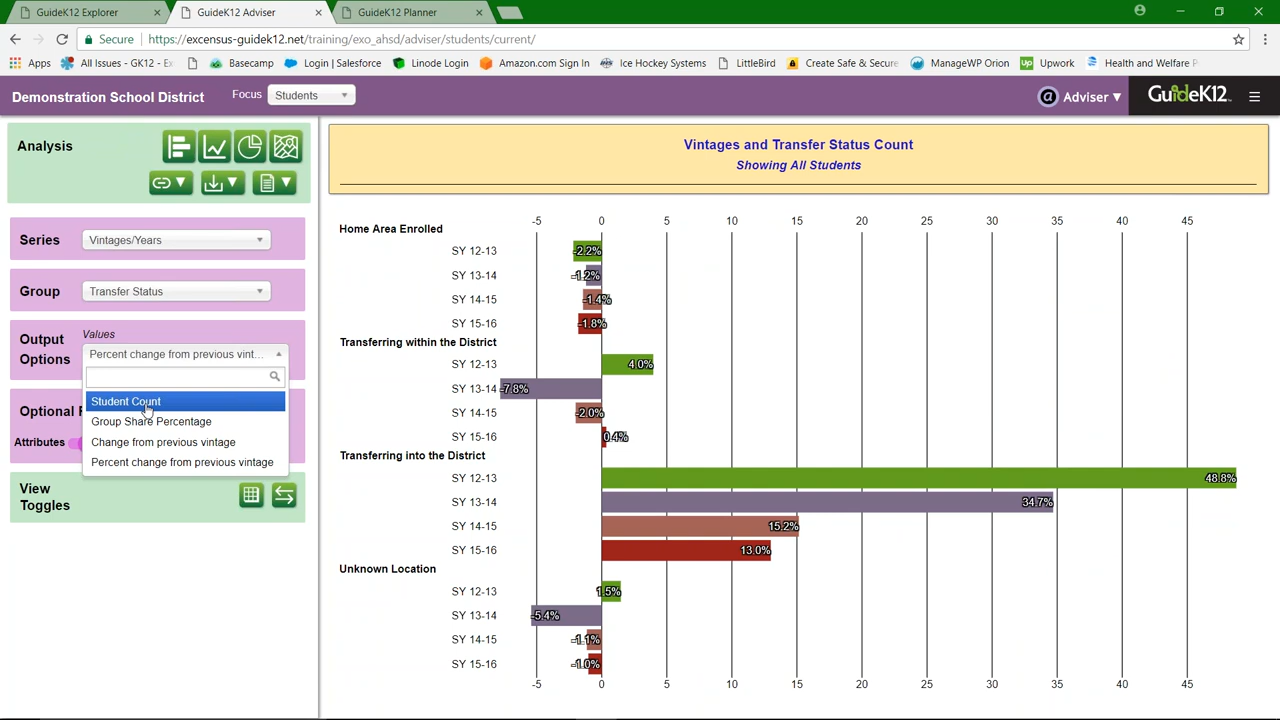 GuideK12 Explorer
GuideK12 Adviser
GuideK12 Planner
Secure
https://excensus-guidek12.net/training/exo_ahsd/adviser/students/current/
Apps
All Issues - GK12 - Ex
Basecamp
Login | Salesforce
Linode Login
Amazon.com Sign In
Ice Hockey Systems
LittleBird
Create Safe & Secure
ManageWP Orion
Upwork
Health and Welfare P
Demonstration School District
Focus
Students
Adviser
GuideK12
Analysis
Series
Vintages/Years
Group
Transfer Status
Output Options
Values
Percent change from previous vint...
Student Count
Group Share Percentage
Change from previous vintage
Percent change from previous vintage
Optional
Attributes
View Toggles
Vintages and Transfer Status Count
Showing All Students
-5 0 5 10 15 20 25 30 35 40 45
Home Area Enrolled
SY 12-13 -2.2%
SY 13-14 -1.2%
SY 14-15 -1.4%
SY 15-16 -1.8%
Transferring within the District
SY 12-13 4.0%
SY 13-14 -7.8%
SY 14-15 -2.0%
SY 15-16 0.4%
Transferring into the District
SY 12-13 48.8%
SY 13-14 34.7%
SY 14-15 15.2%
SY 15-16 13.0%
Unknown Location
SY 12-13 1.5%
SY 13-14 -5.4%
SY 14-15 -1.1%
SY 15-16 -1.0%
-5 0 5 10 15 20 25 30 35 40 45